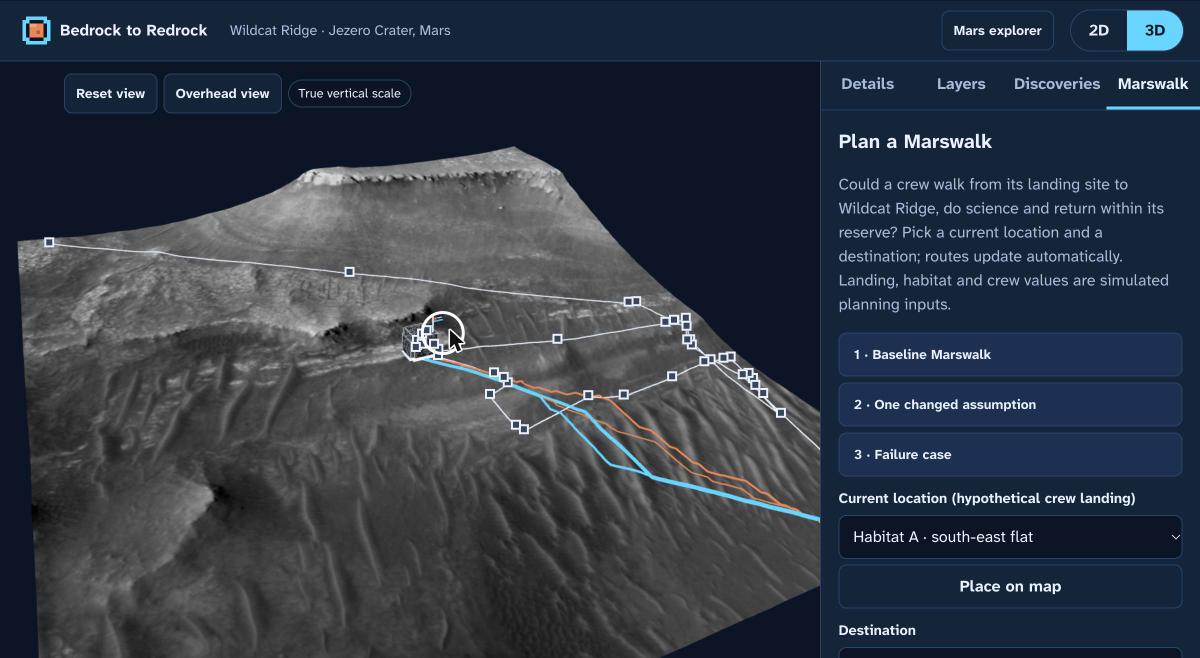 Bedrock to Redrock
Wildcat Ridge · Jezero Crater, Mars
Mars explorer
2D
3D
Reset view
Overhead view
True vertical scale
Details
Layers
Discoveries
Marswalk
Plan a Marswalk
Could a crew walk from its landing site to
Wildcat Ridge, do science and return within its
reserve? Pick a current location and a
destination; routes update automatically.
Landing, habitat and crew values are simulated
planning inputs.
1 · Baseline Marswalk
2 · One changed assumption
3 · Failure case
Current location (hypothetical crew landing)
Habitat A · south-east flat
Place on map
Destination